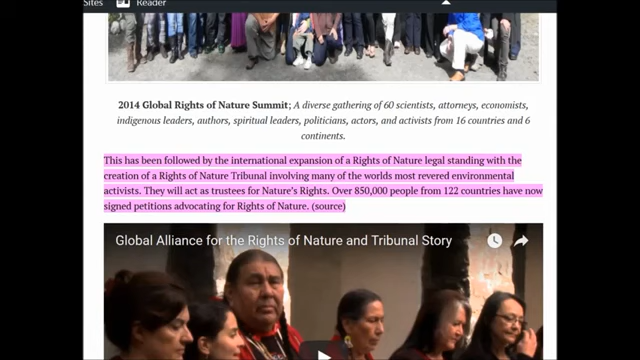 Sites Reader
2014 Global Rights of Nature Summit; A diverse gathering of 60 scientists, attorneys, economists,
indigenous leaders, authors, spiritual leaders, politicians, actors, and activists from 16 countries and 6
continents.
This has been followed by the international expansion of a Rights of Nature legal standing with the
creation of a Rights of Nature Tribunal involving many of the worlds most revered environmental
activists. They will act as trustees for Nature's Rights. Over 850,000 people from 122 countries have now
signed petitions advocating for Rights of Nature. (source)
Global Alliance for the Rights of Nature and Tribunal Story